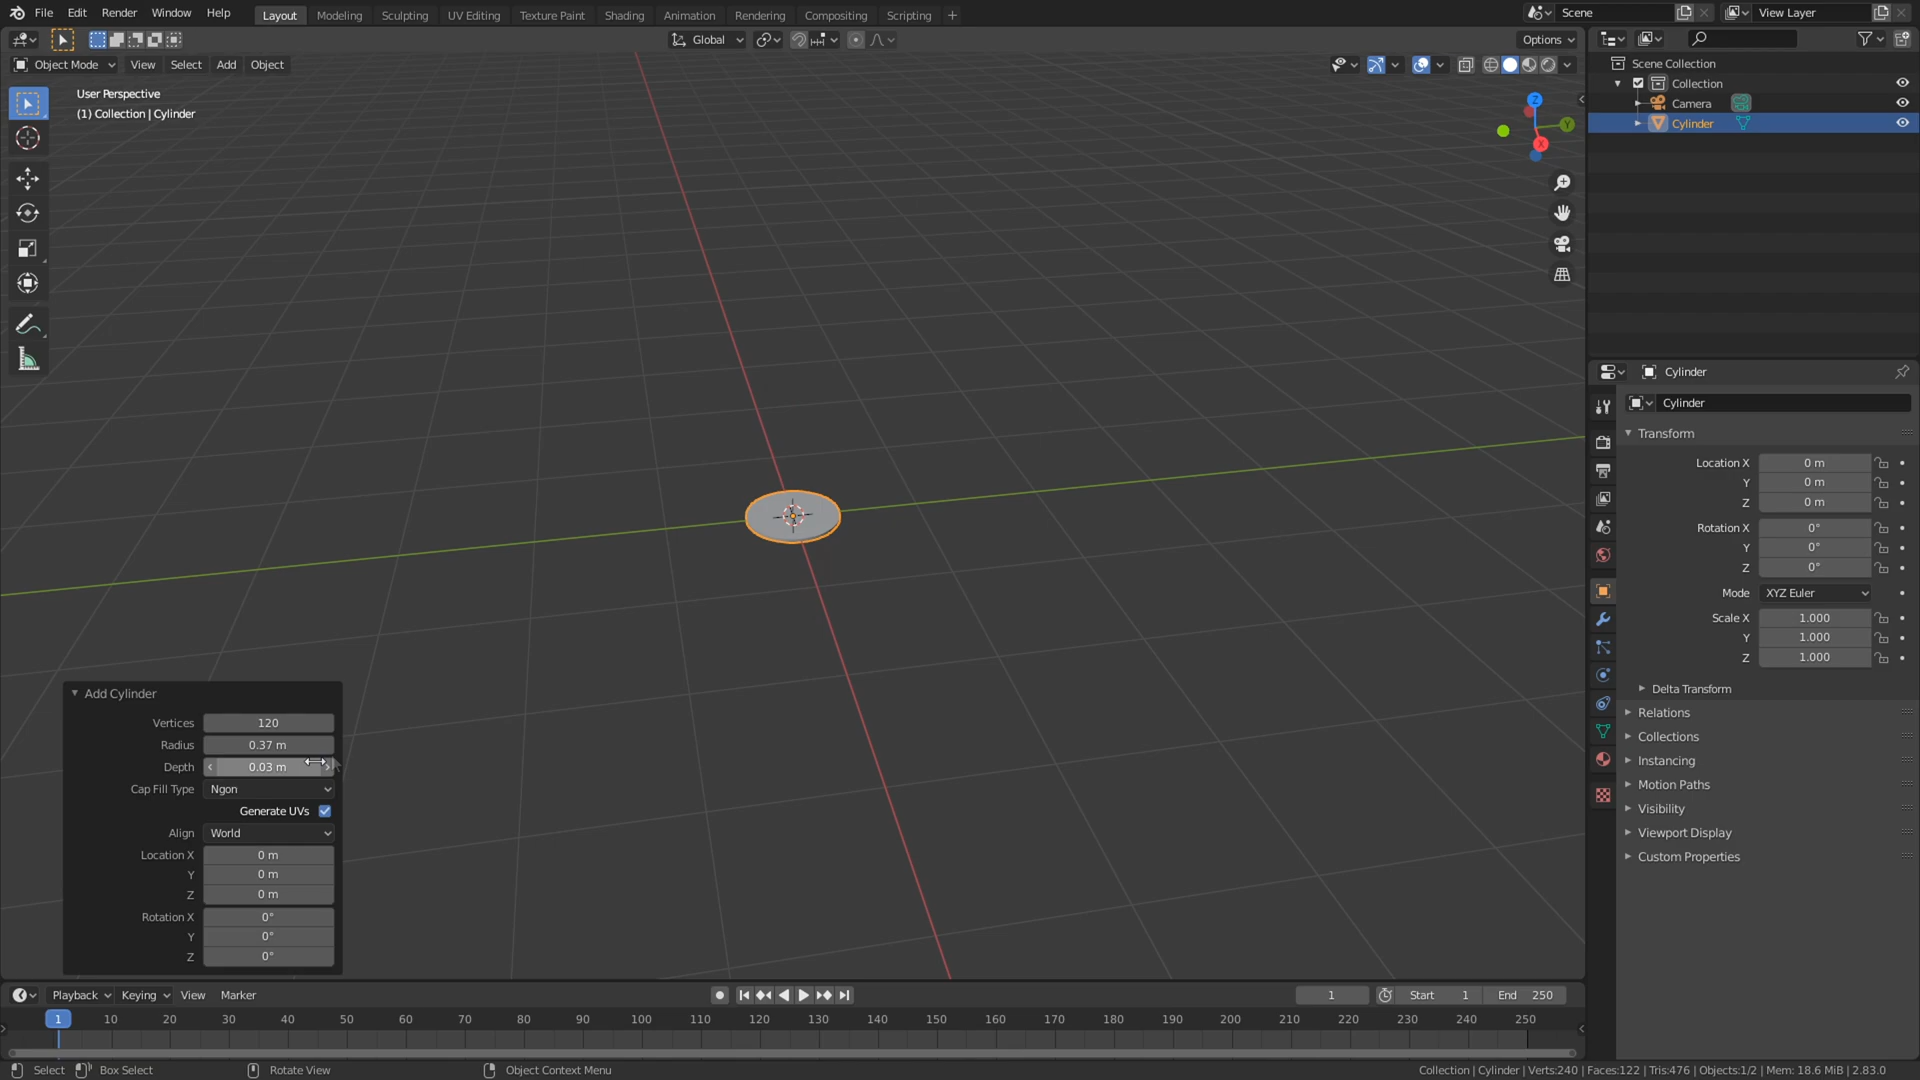 File Edit Render Window Help Layout Modeling Sculpting UV Editing Texture Paint Shading Animation Rendering Compositing Scripting + Scene View Layer
Global Options
Object Mode View Select Add Object
User Perspective
(1) Collection | Cylinder
Z
Y
X
Scene Collection
Collection
Camera
Cylinder
Cylinder
Cylinder
Transform
Location X 0 m
Y 0 m
Z 0 m
Rotation X 0°
Y 0°
Z 0°
Mode XYZ Euler
Scale X 1.000
Y 1.000
Z 1.000
Delta Transform
Relations
Collections
Instancing
Motion Paths
Visibility
Viewport Display
Custom Properties
Add Cylinder
Vertices 120
Radius 0.37 m
Depth 0.03 m
Cap Fill Type Ngon
Generate UVs
Align World
Location X 0 m
Y 0 m
Z 0 m
Rotation X 0°
Y 0°
Z 0°
Playback Keying View Marker 1 Start 1 End 250
1 10 20 30 40 50 60 70 80 90 100 110 120 130 140 150 160 170 180 190 200 210 220 230 240 250
Select Box Select Rotate View Object Context Menu Collection | Cylinder | Verts:240 | Faces:122 | Tris:476 | Objects:1/2 | Mem: 18.6 MiB | 2.83.0